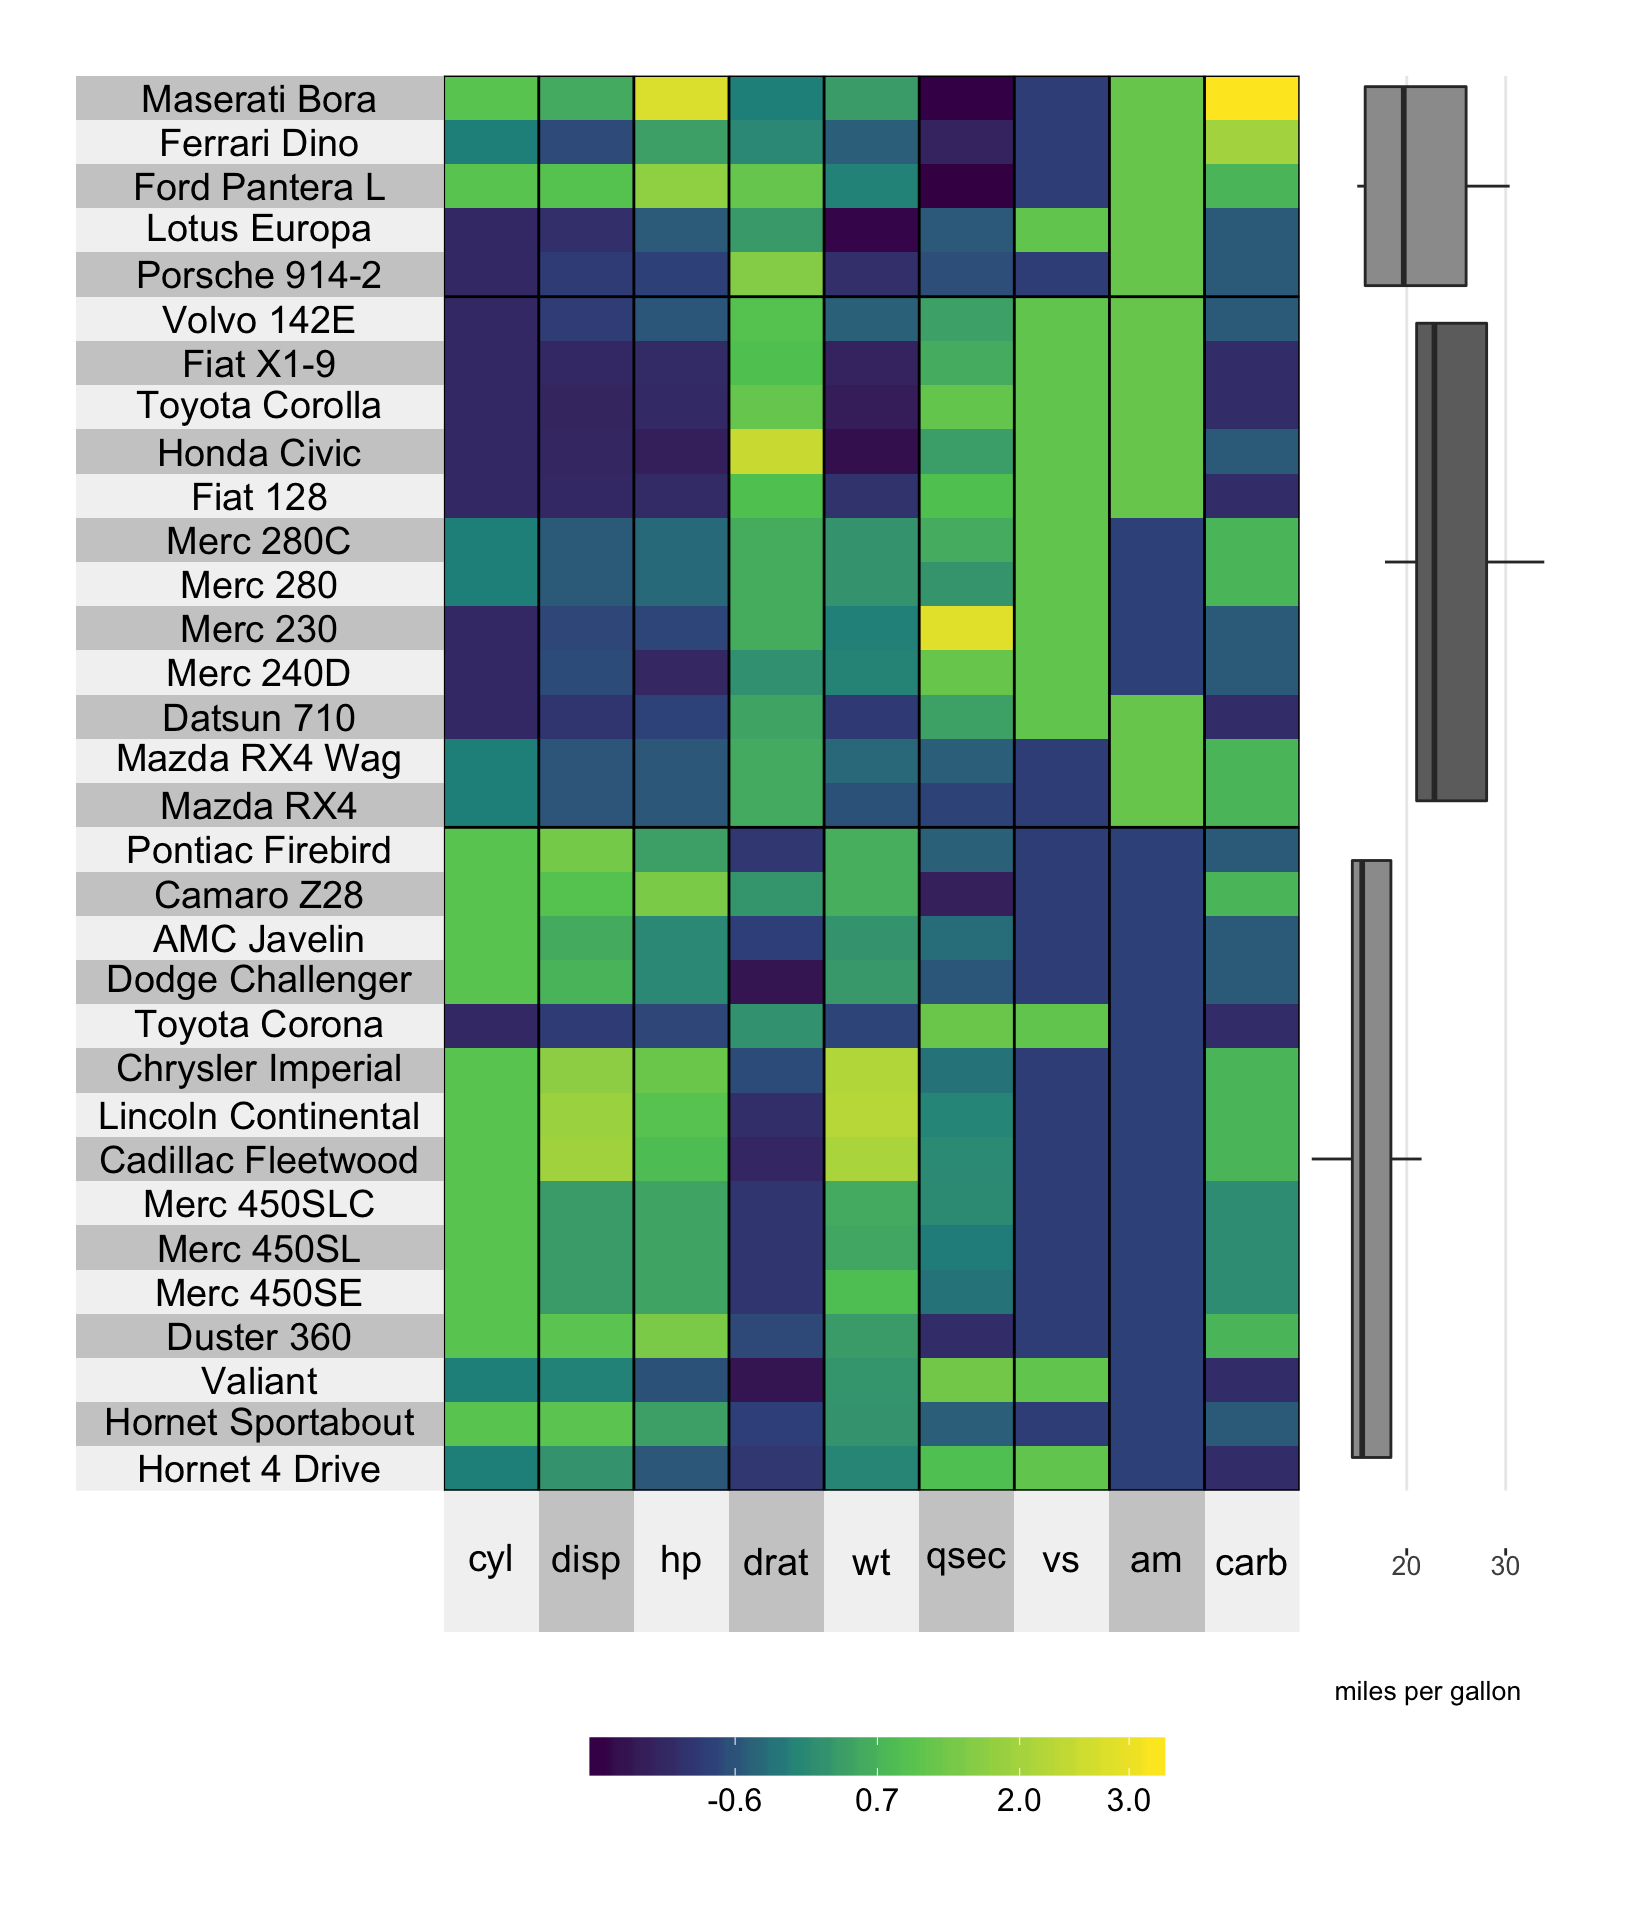 Maserati Bora
Ferrari Dino
Ford Pantera L
Lotus Europa
Porsche 914-2
Volvo 142E
Fiat X1-9
Toyota Corolla
Honda Civic
Fiat 128
Merc 280C
Merc 280
Merc 230
Merc 240D
Datsun 710
Mazda RX4 Wag
Mazda RX4
Pontiac Firebird
Camaro Z28
AMC Javelin
Dodge Challenger
Toyota Corona
Chrysler Imperial
Lincoln Continental
Cadillac Fleetwood
Merc 450SLC
Merc 450SL
Merc 450SE
Duster 360
Valiant
Hornet Sportabout
Hornet 4 Drive
cyl disp hp drat wt qsec vs am carb
20 30
miles per gallon
-0.6 0.7 2.0 3.0